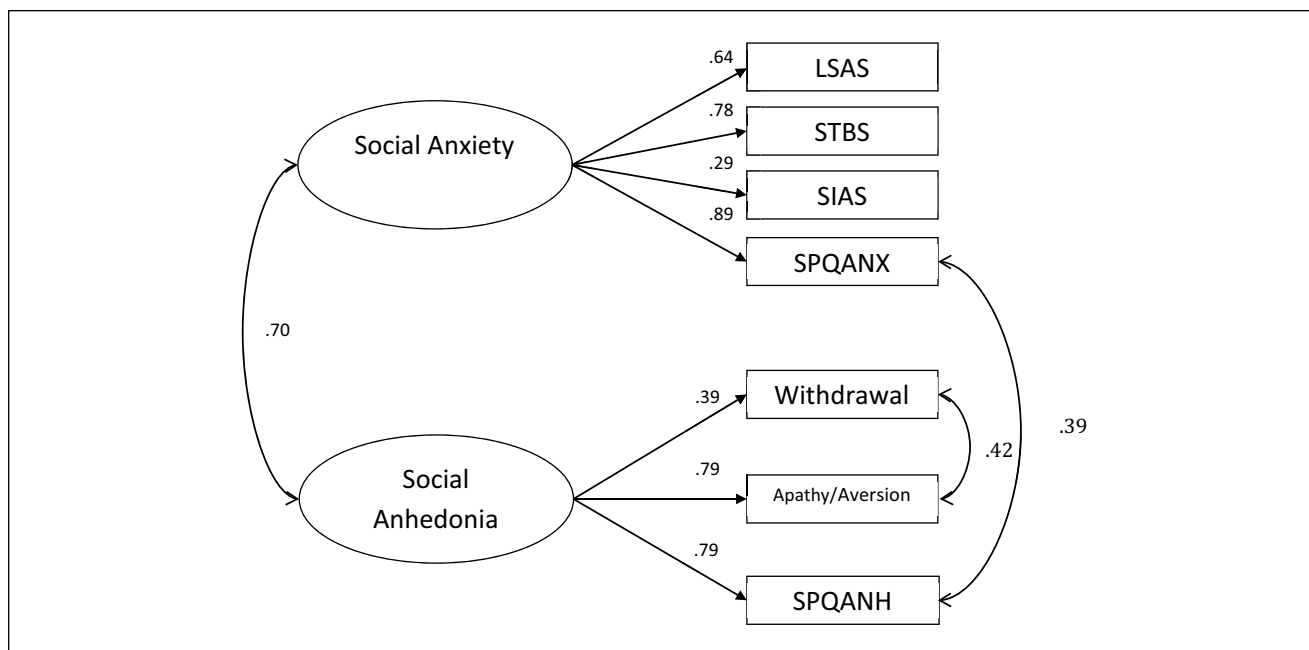 .64
LSAS
Social Anxiety
.78
STBS
.29
SIAS
.89
SPQANX
.70
.39
Withdrawal
.42
.39
Social
Anhedonia
.79
Apathy/Aversion
.79
SPQANH